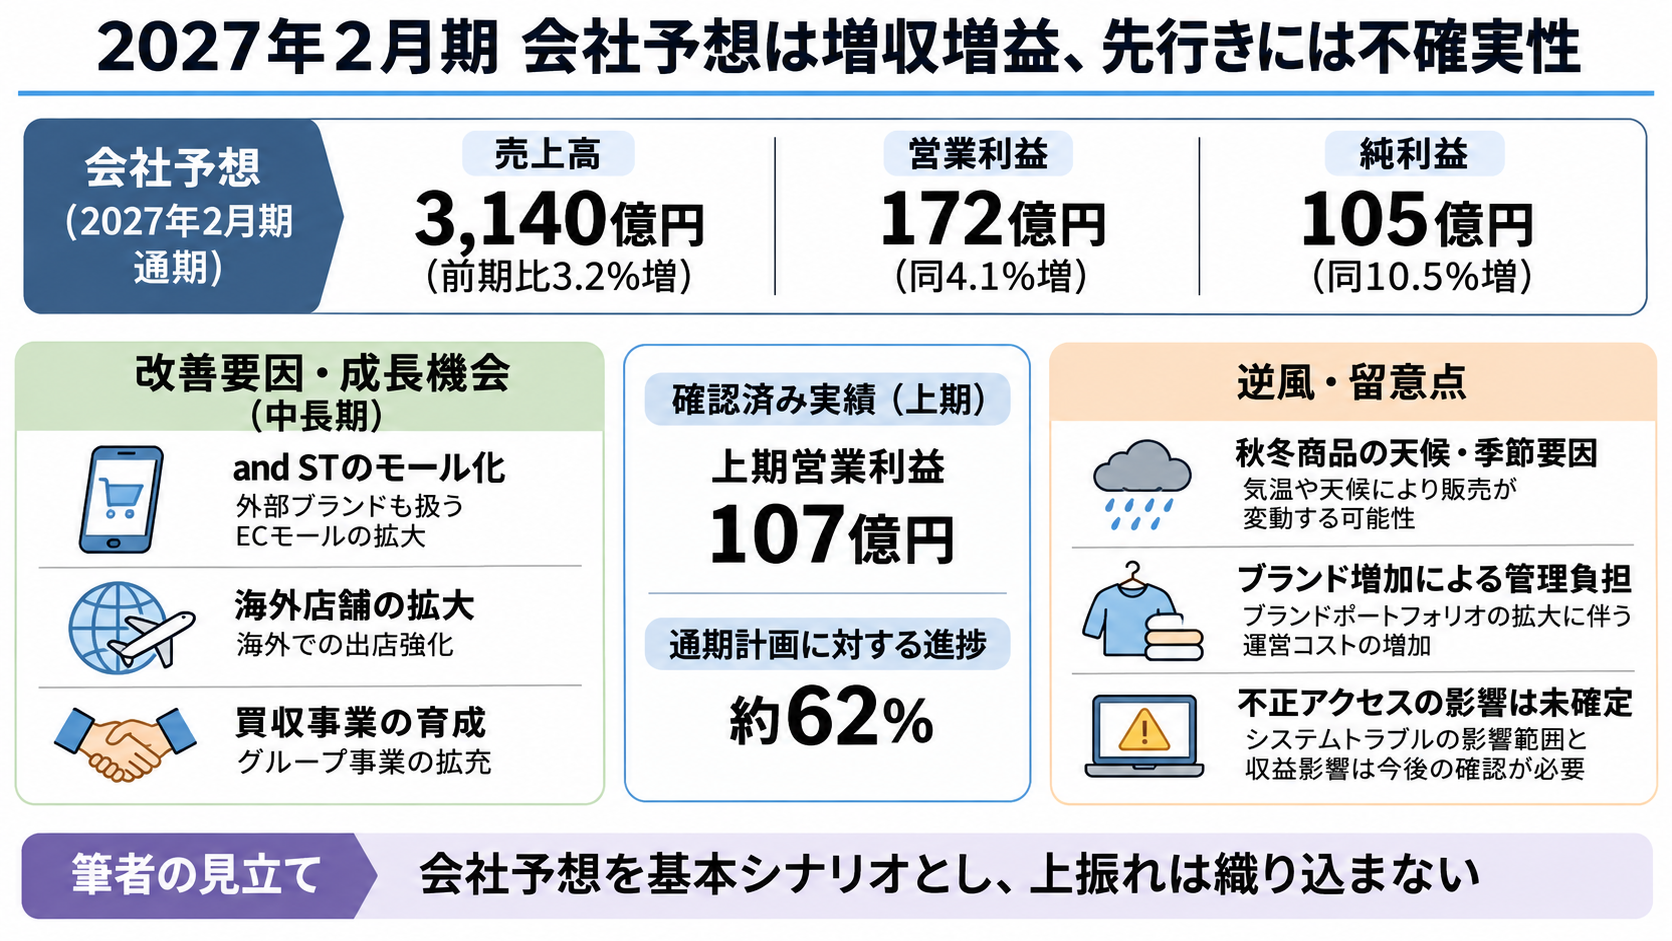 2027年2月期 会社予想は増収増益、先行きには不確実性
会社予想
(2027年2月期
通期)
売上高
3,140億円
(前期比3.2%増)
営業利益
172億円
(同4.1%増)
純利益
105億円
(同10.5%増)
改善要因・成長機会
(中長期)
and STのモール化
外部ブランドも扱う
ECモールの拡大
海外店舗の拡大
海外での出店強化
買収事業の育成
グループ事業の拡充
確認済み実績(上期)
上期営業利益
107億円
通期計画に対する進捗
約62%
逆風・留意点
秋冬商品の天候・季節要因
気温や天候により販売が
変動する可能性
ブランド増加による管理負担
ブランドポートフォリオの拡大に伴う
運営コストの増加
不正アクセスの影響は未確定
システムトラブルの影響範囲と
収益影響は今後の確認が必要
筆者の見立て
会社予想を基本シナリオとし、上振れは織り込まない